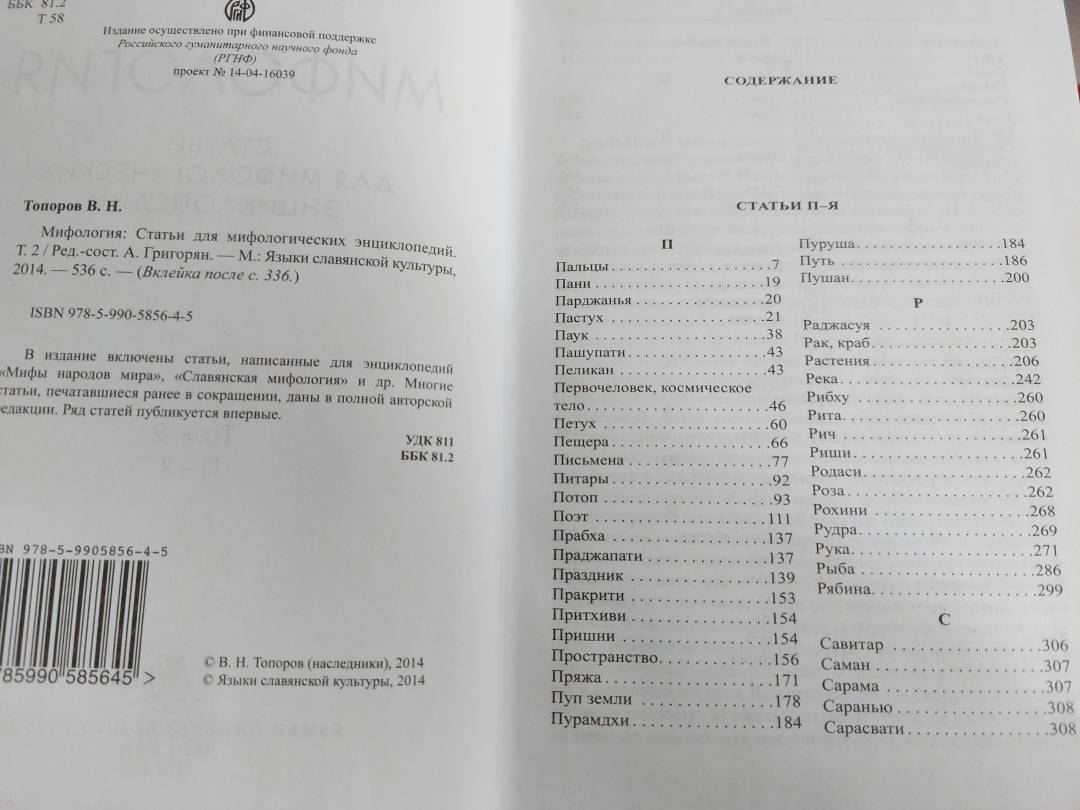 ББК 81.2
Т 58
Издание осуществлено при финансовой поддержке
Российского гуманитарного научного фонда
(РГНФ)
проект № 14-04-16039
Топоров В. Н.
Мифология: Статьи для мифологических энциклопедий.
Т. 2 / Ред.-сост. А. Григорян. — М.: Языки славянской культуры,
2014. — 536 с. — (Вклейка после с. 336.)
ISBN 978-5-990-5856-4-5
В издание включены статьи, написанные для энциклопедий
«Мифы народов мира», «Славянская мифология» и др. Многие
статьи, печатавшиеся ранее в сокращении, даны в полной авторской
редакции. Ряд статей публикуется впервые.
УДК 811
ББК 81.2
ISBN 978-5-9905856-4-5
785990 585645 >
© В. Н. Топоров (наследники), 2014
© Языки славянской культуры, 2014
СОДЕРЖАНИЕ
СТАТЬИ П–Я
П
Пальцы 7
Пани 19
Парджанья 20
Пастух 21
Паук 38
Пашупати 43
Пеликан 43
Первочеловек, космическое
тело 46
Петух 60
Пещера 66
Письмена 77
Питары 92
Потоп 93
Поэт 111
Прабха 137
Праджапати 137
Праздник 139
Пракрити 153
Притхиви 154
Пришни 154
Пространство 156
Пряжа 171
Пуп земли 178
Пурамдхи 184
Пуруша 184
Путь 186
Пушан 200
Р
Раджасуя 203
Рак, краб 203
Растения 206
Река 242
Рибху 260
Рита 260
Рич 261
Риши 261
Родаси 262
Роза 262
Рохини 268
Рудра 269
Рука 271
Рыба 286
Рябина 299
С
Савитар 306
Саман 307
Сарама 307
Саранью 308
Сарасвати 308